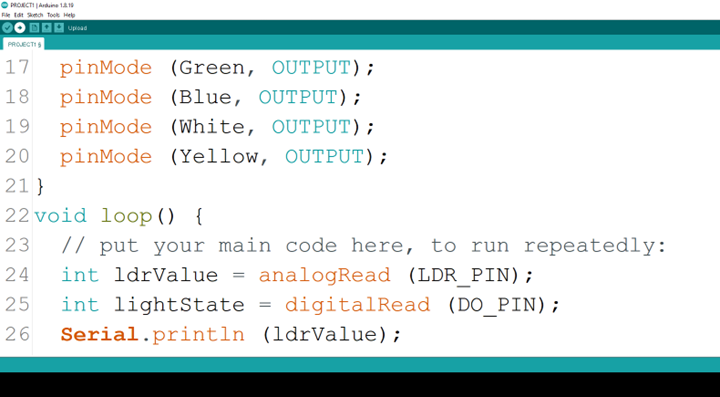 PROJECT1 | Arduino 1.8.19
File Edit Sketch Tools Help
Upload
PROJECT1 §
17 pinMode (Green, OUTPUT);
18 pinMode (Blue, OUTPUT);
19 pinMode (White, OUTPUT);
20 pinMode (Yellow, OUTPUT);
21 }
22 void loop() {
23 // put your main code here, to run repeatedly:
24 int ldrValue = analogRead (LDR_PIN);
25 int lightState = digitalRead (DO_PIN);
26 Serial.println (ldrValue);